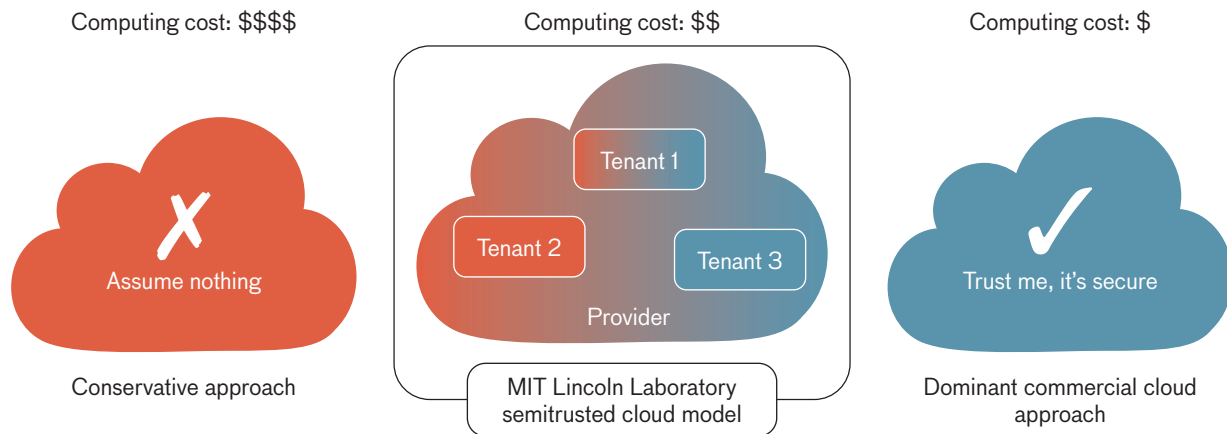 Computing cost: $$$$
Computing cost: $$
Computing cost: $
Tenant 1
Tenant 2
Tenant 3
Provider
Assume nothing
Trust me, it's secure
Conservative approach
MIT Lincoln Laboratory
semitrusted cloud model
Dominant commercial cloud
approach